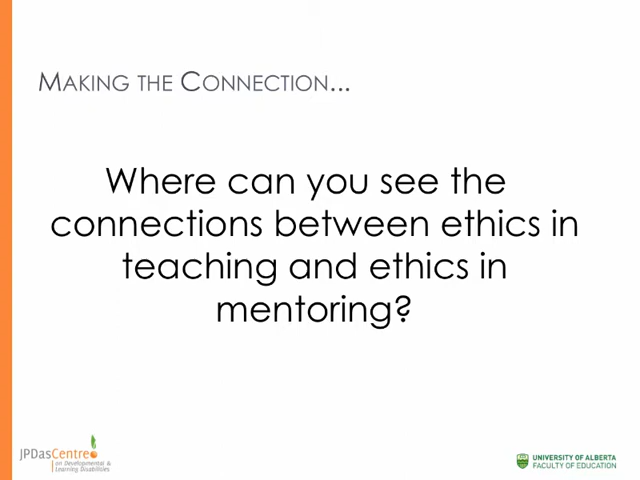 MAKING THE CONNECTION...
Where can you see the
connections between ethics in
teaching and ethics in
mentoring?
JPDasCentre
on Developmental &
Learning Disabilities
UNIVERSITY OF ALBERTA
FACULTY OF EDUCATION